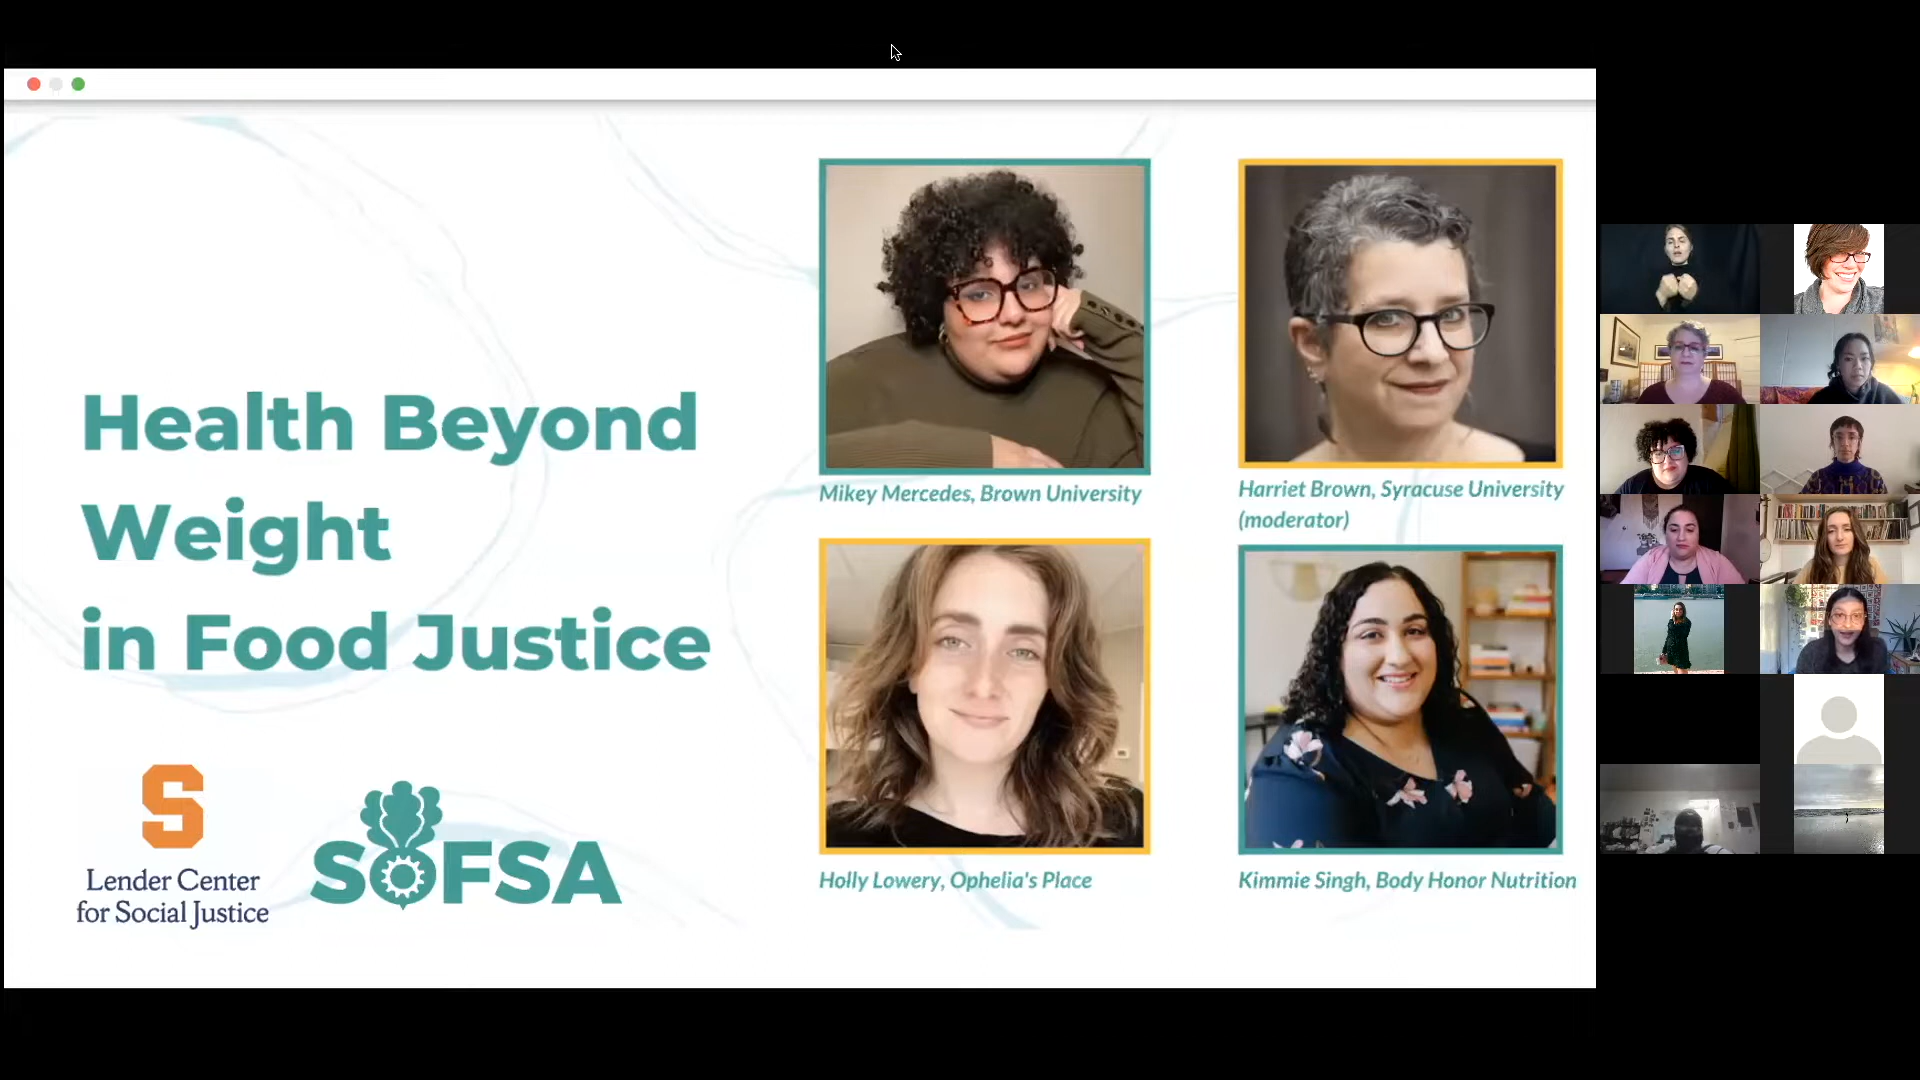 Health Beyond
Weight
in Food Justice
S
Lender Center
for Social Justice
SOFSA
Mikey Mercedes, Brown University
Harriet Brown, Syracuse University
(moderator)
Holly Lowery, Ophelia's Place
Kimmie Singh, Body Honor Nutrition